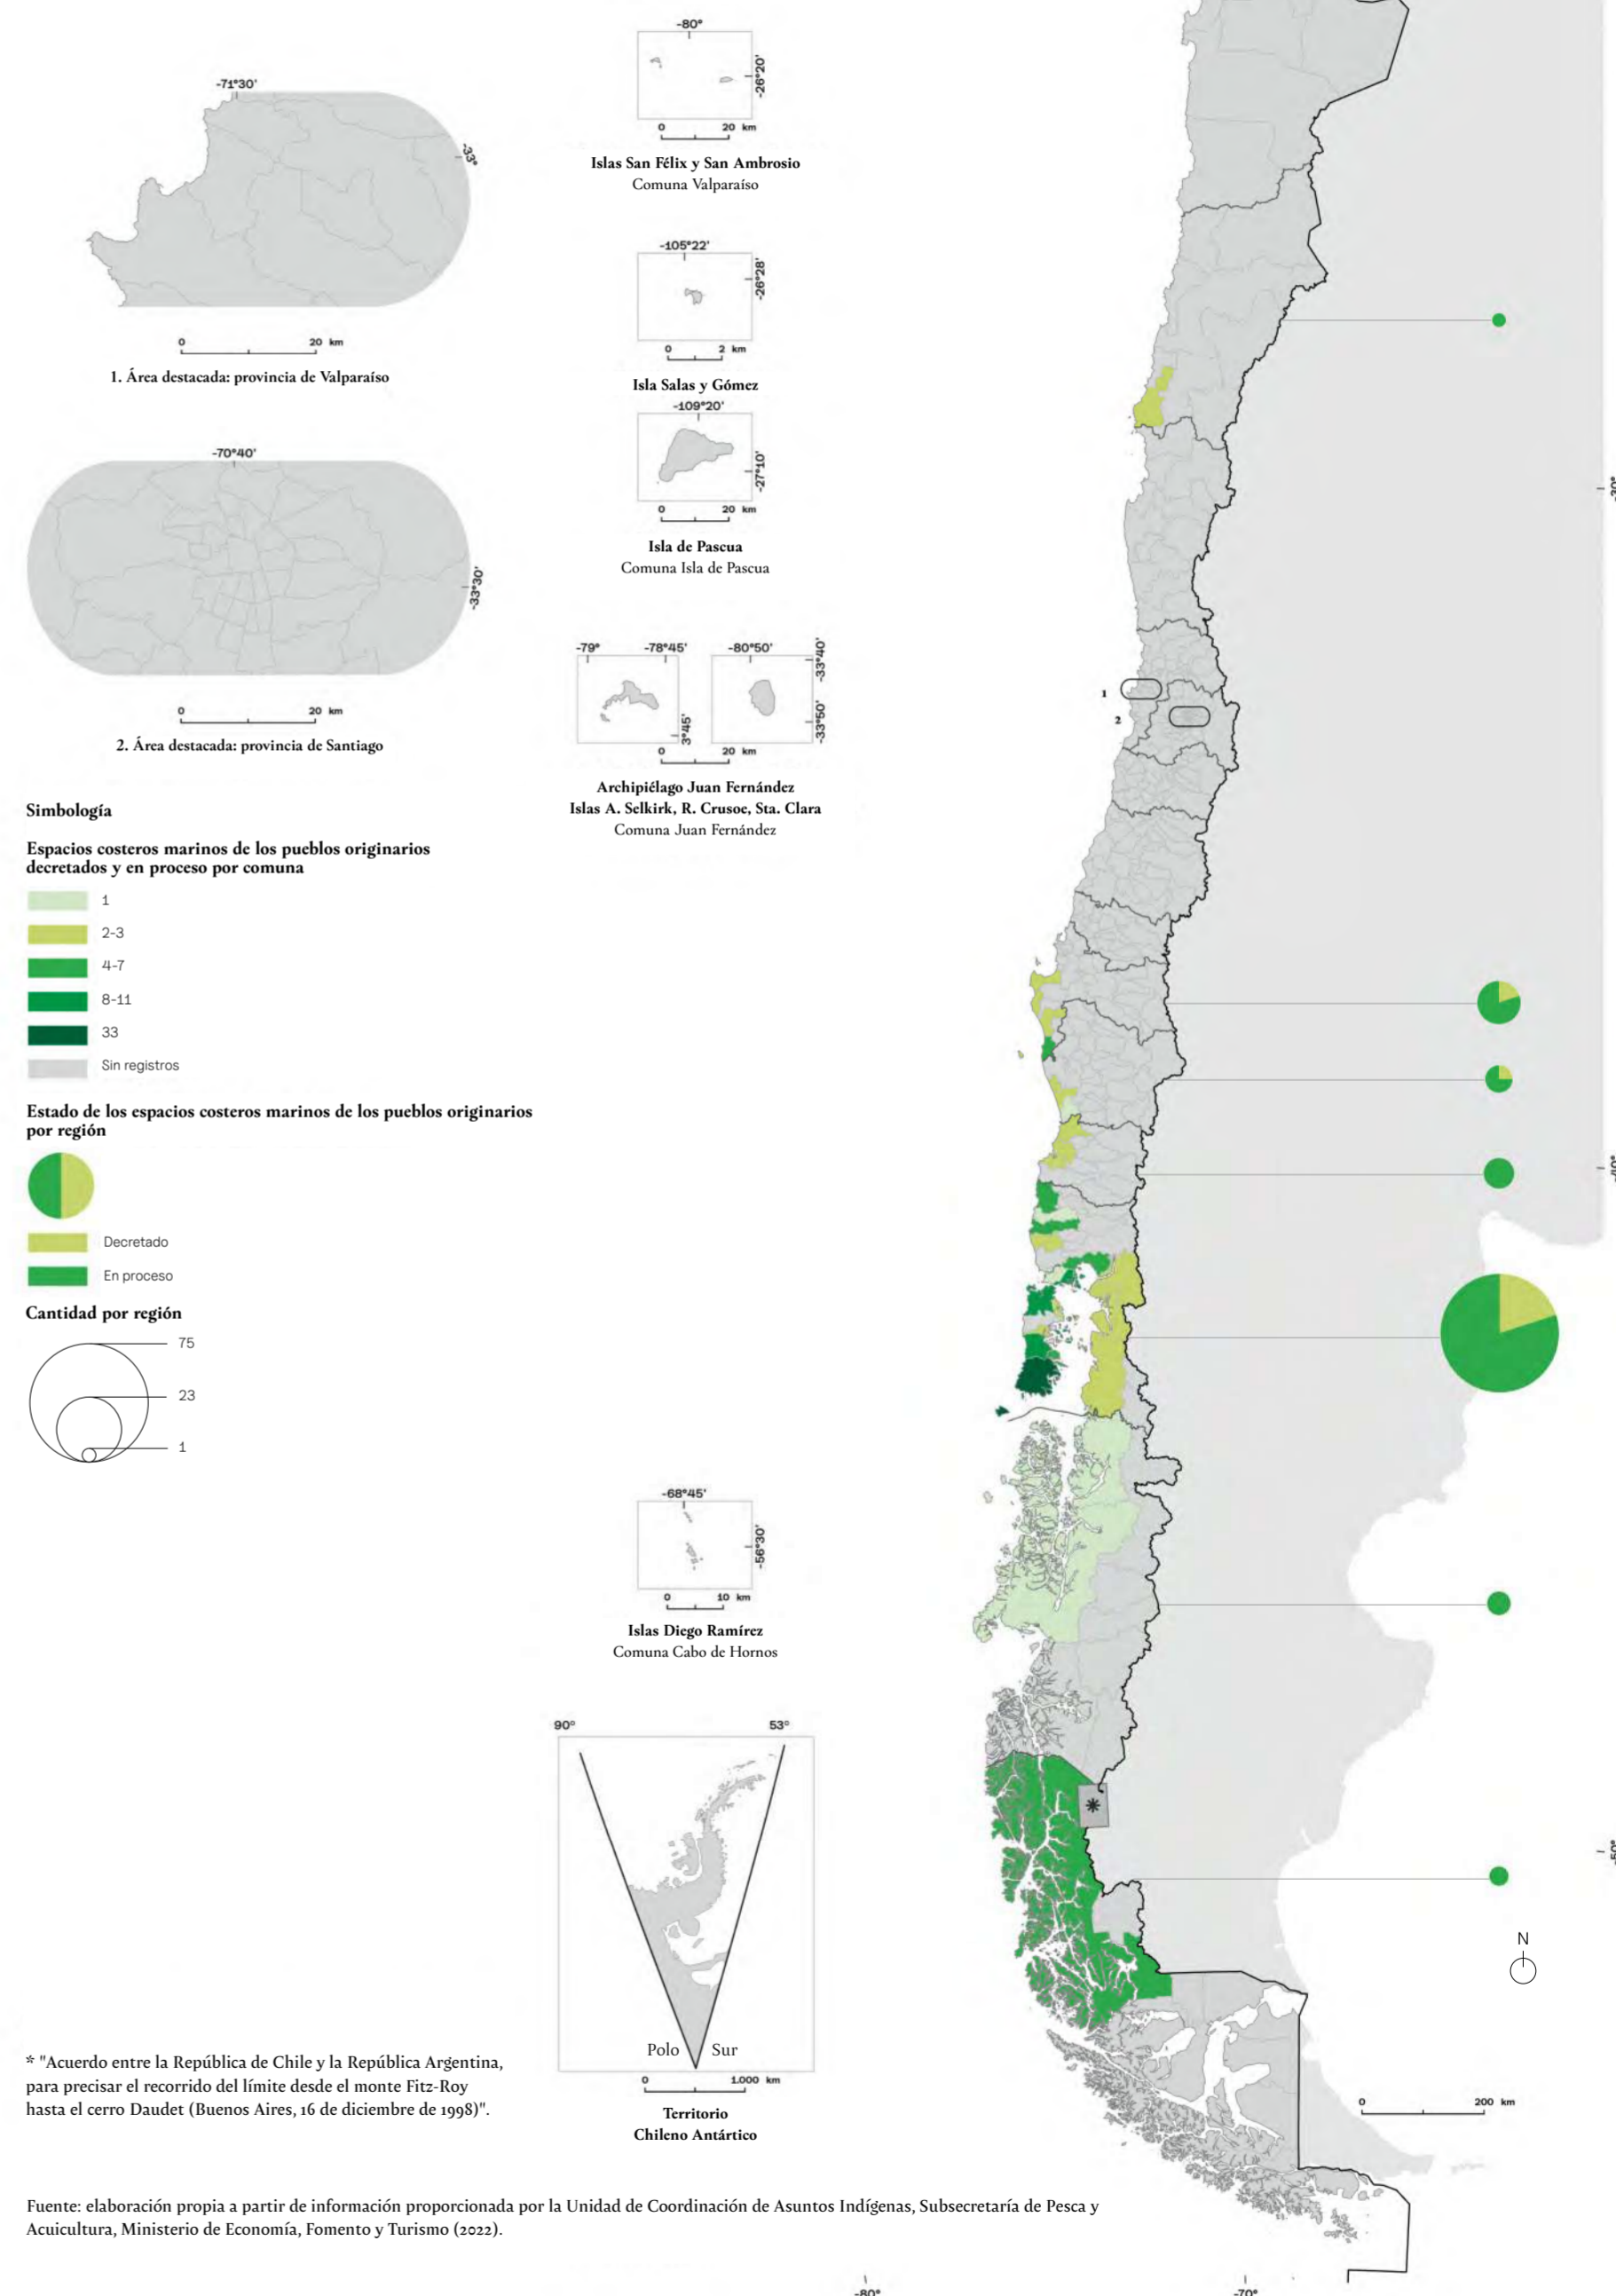 -71°30'
-33°
0 20 km
1. Área destacada: provincia de Valparaíso
-70°40'
-33°30'
0 20 km
2. Área destacada: provincia de Santiago
Simbología
Espacios costeros marinos de los pueblos originarios
decretados y en proceso por comuna
1
2-3
4-7
8-11
33
Sin registros
Estado de los espacios costeros marinos de los pueblos originarios
por región
Decretado
En proceso
Cantidad por región
75
23
1
-80°
-26°20'
0 20 km
Islas San Félix y San Ambrosio
Comuna Valparaíso
-105°22'
-26°28'
0 2 km
Isla Salas y Gómez
-109°20'
-27°10'
0 20 km
Isla de Pascua
Comuna Isla de Pascua
-79° -78°45' -80°50'
-33°40'
3°45'
-33°50'
0 20 km
Archipiélago Juan Fernández
Islas A. Selkirk, R. Crusoe, Sta. Clara
Comuna Juan Fernández
-68°45'
-56°30'
0 10 km
Islas Diego Ramírez
Comuna Cabo de Hornos
90° 53°
Polo Sur
0 1.000 km
Territorio
Chileno Antártico
1
2
-30°
-40°
-50°
*
N
0 200 km
-80° -70°
* "Acuerdo entre la República de Chile y la República Argentina,
para precisar el recorrido del límite desde el monte Fitz-Roy
hasta el cerro Daudet (Buenos Aires, 16 de diciembre de 1998)".
Fuente: elaboración propia a partir de información proporcionada por la Unidad de Coordinación de Asuntos Indígenas, Subsecretaría de Pesca y
Acuicultura, Ministerio de Economía, Fomento y Turismo (2022).